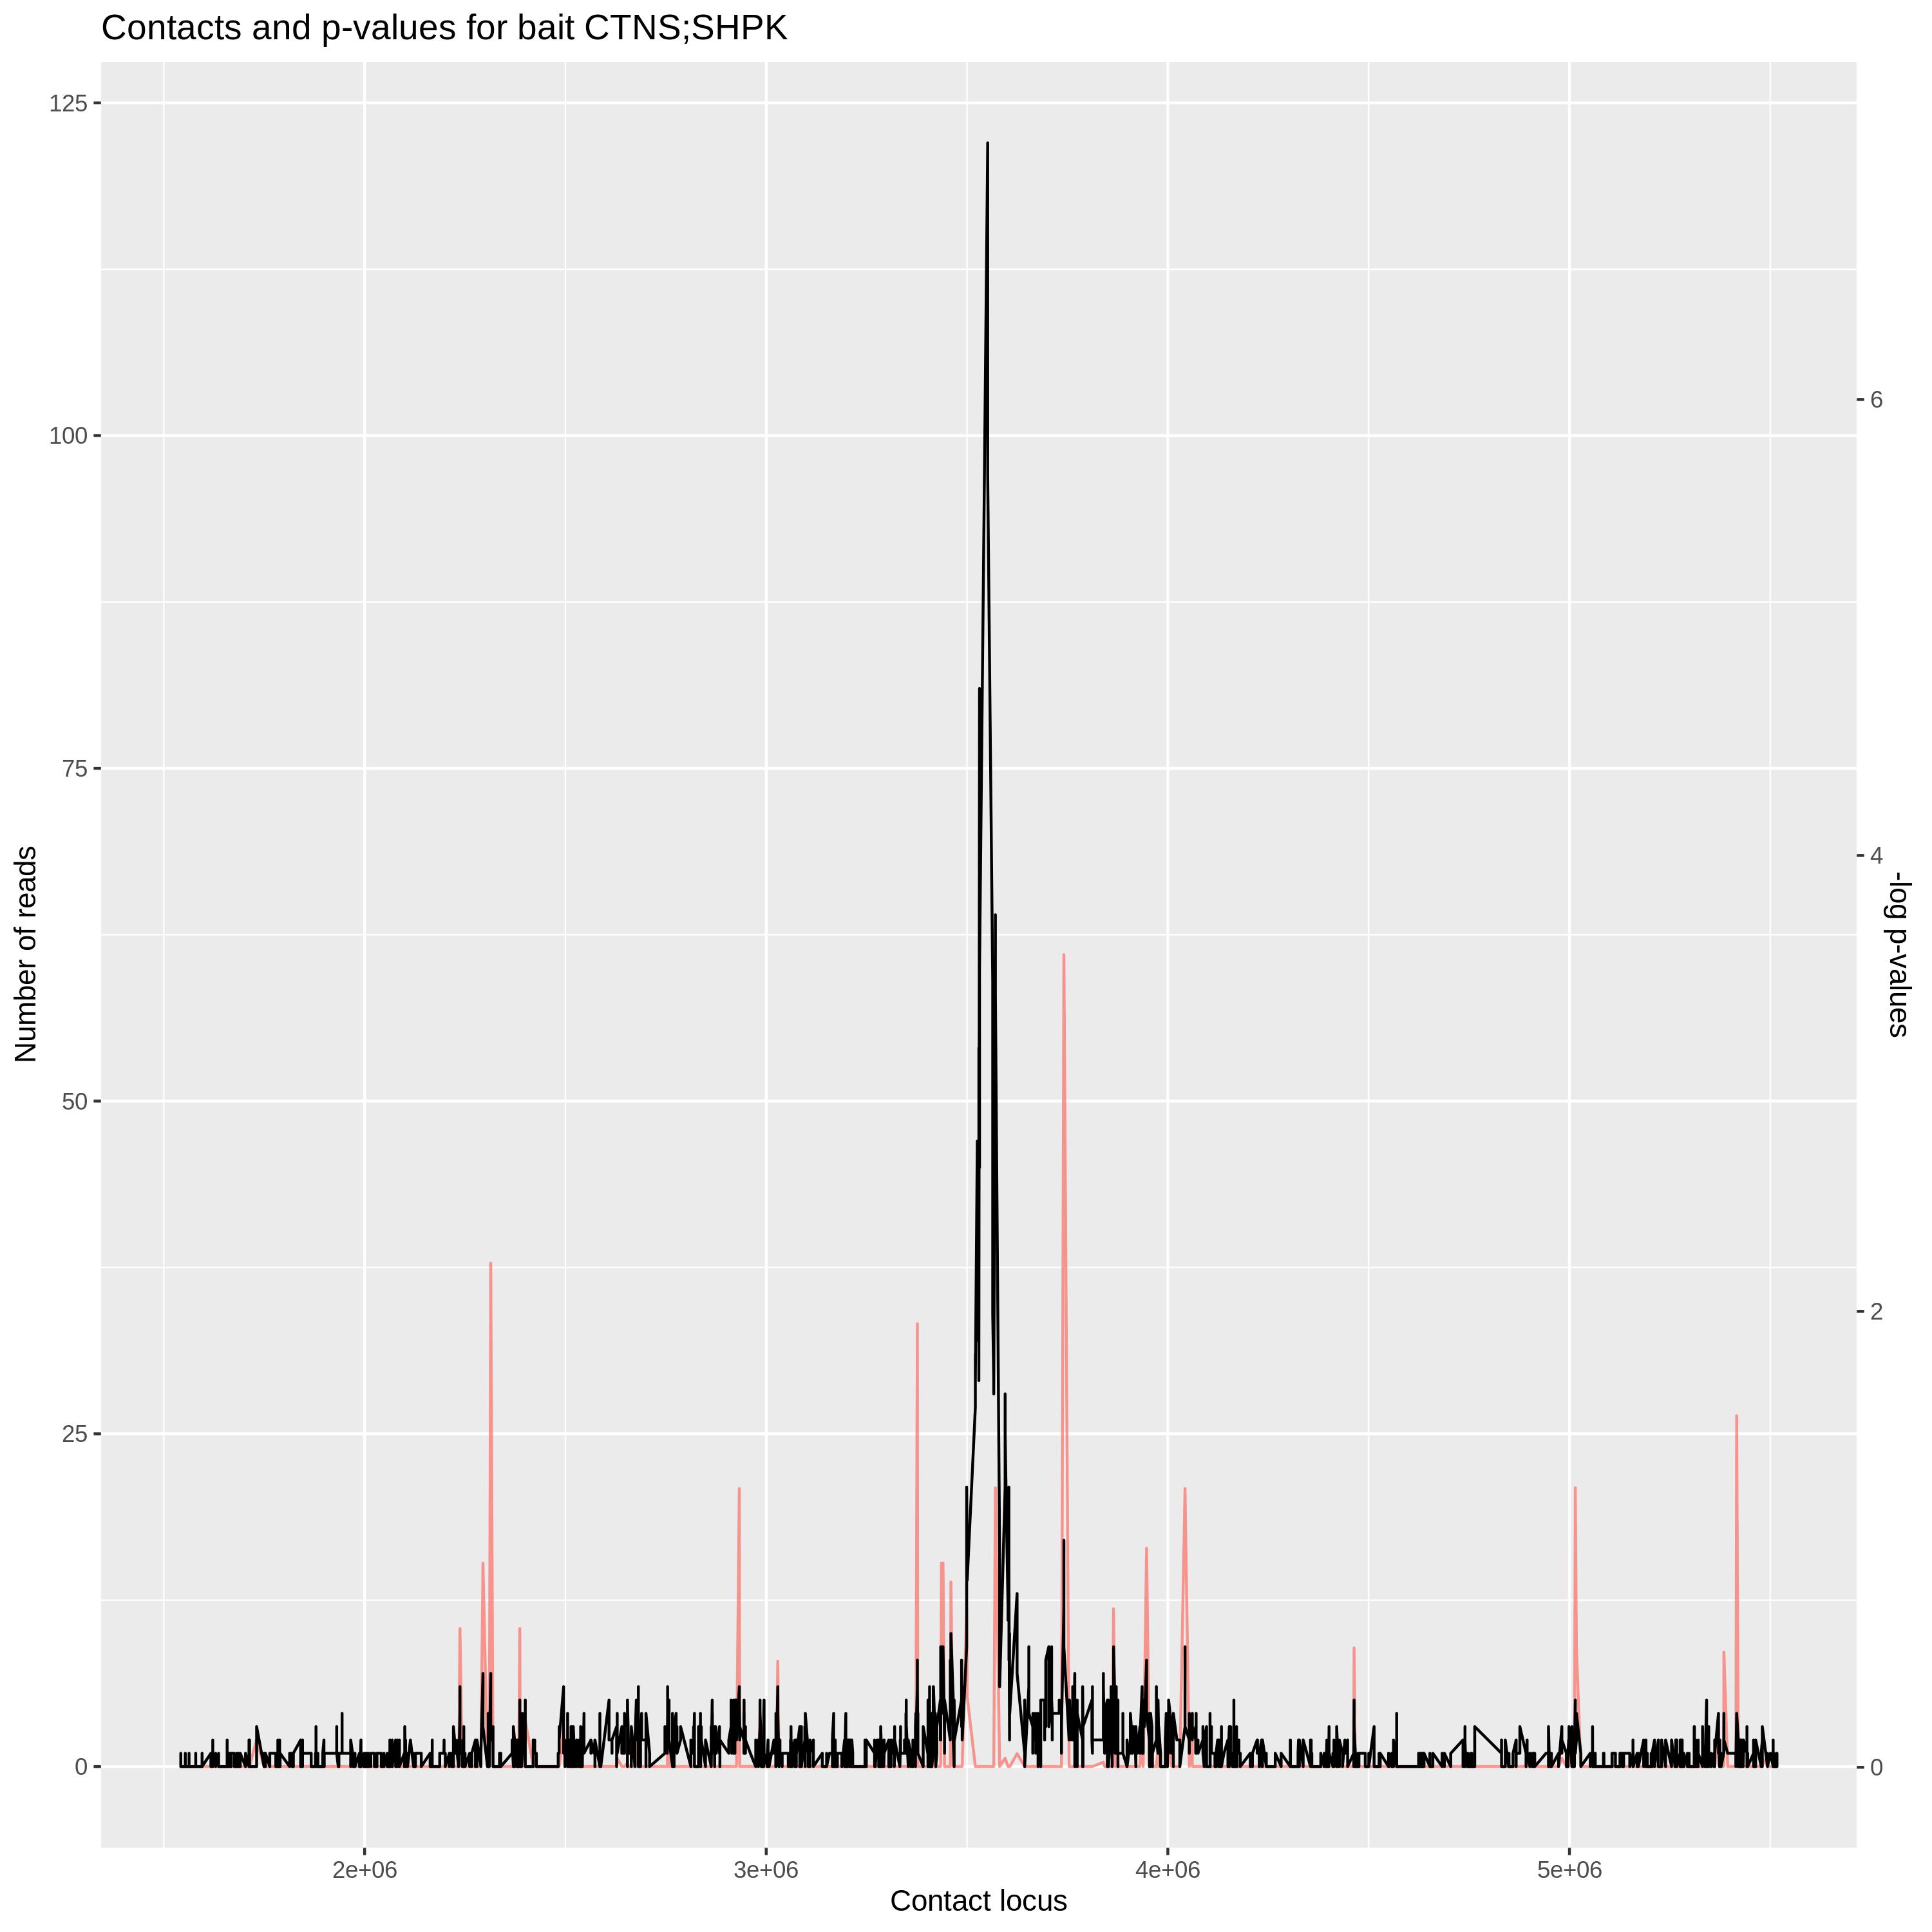 Contacts and p-values for bait CTNS;SHPK
125
100
75
50
25
0
Number of reads
6
4
2
0
-log p-values
2e+06
3e+06
4e+06
5e+06
Contact locus